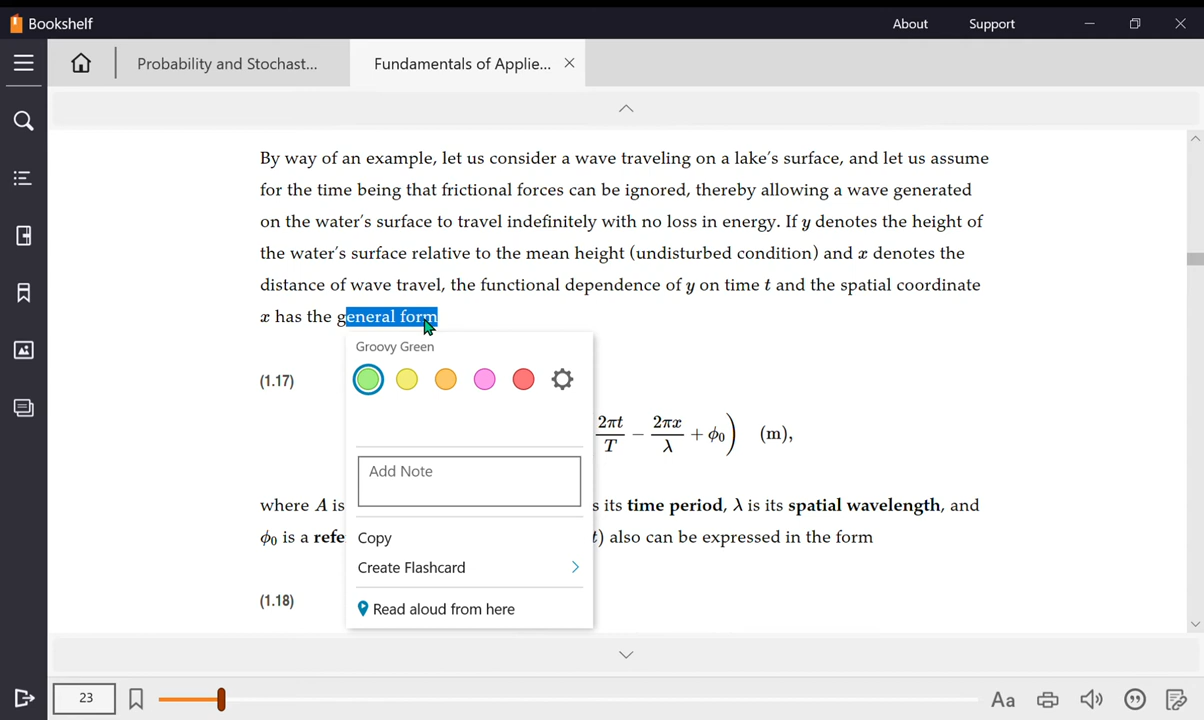 Bookshelf
About Support
Probability and Stochast... Fundamentals of Applie...
By way of an example, let us consider a wave traveling on a lake's surface, and let us assume
for the time being that frictional forces can be ignored, thereby allowing a wave generated
on the water's surface to travel indefinitely with no loss in energy. If y denotes the height of
the water's surface relative to the mean height (undisturbed condition) and x denotes the
distance of wave travel, the functional dependence of y on time t and the spatial coordinate
x has the general form
Groovy Green
(1.17)
2πt/T − 2πx/λ + ϕ₀) (m),
Add Note
where A is s its time period, λ is its spatial wavelength, and
ϕ₀ is a refe t) also can be expressed in the form
Copy
Create Flashcard
(1.18)
Read aloud from here
23
Aa